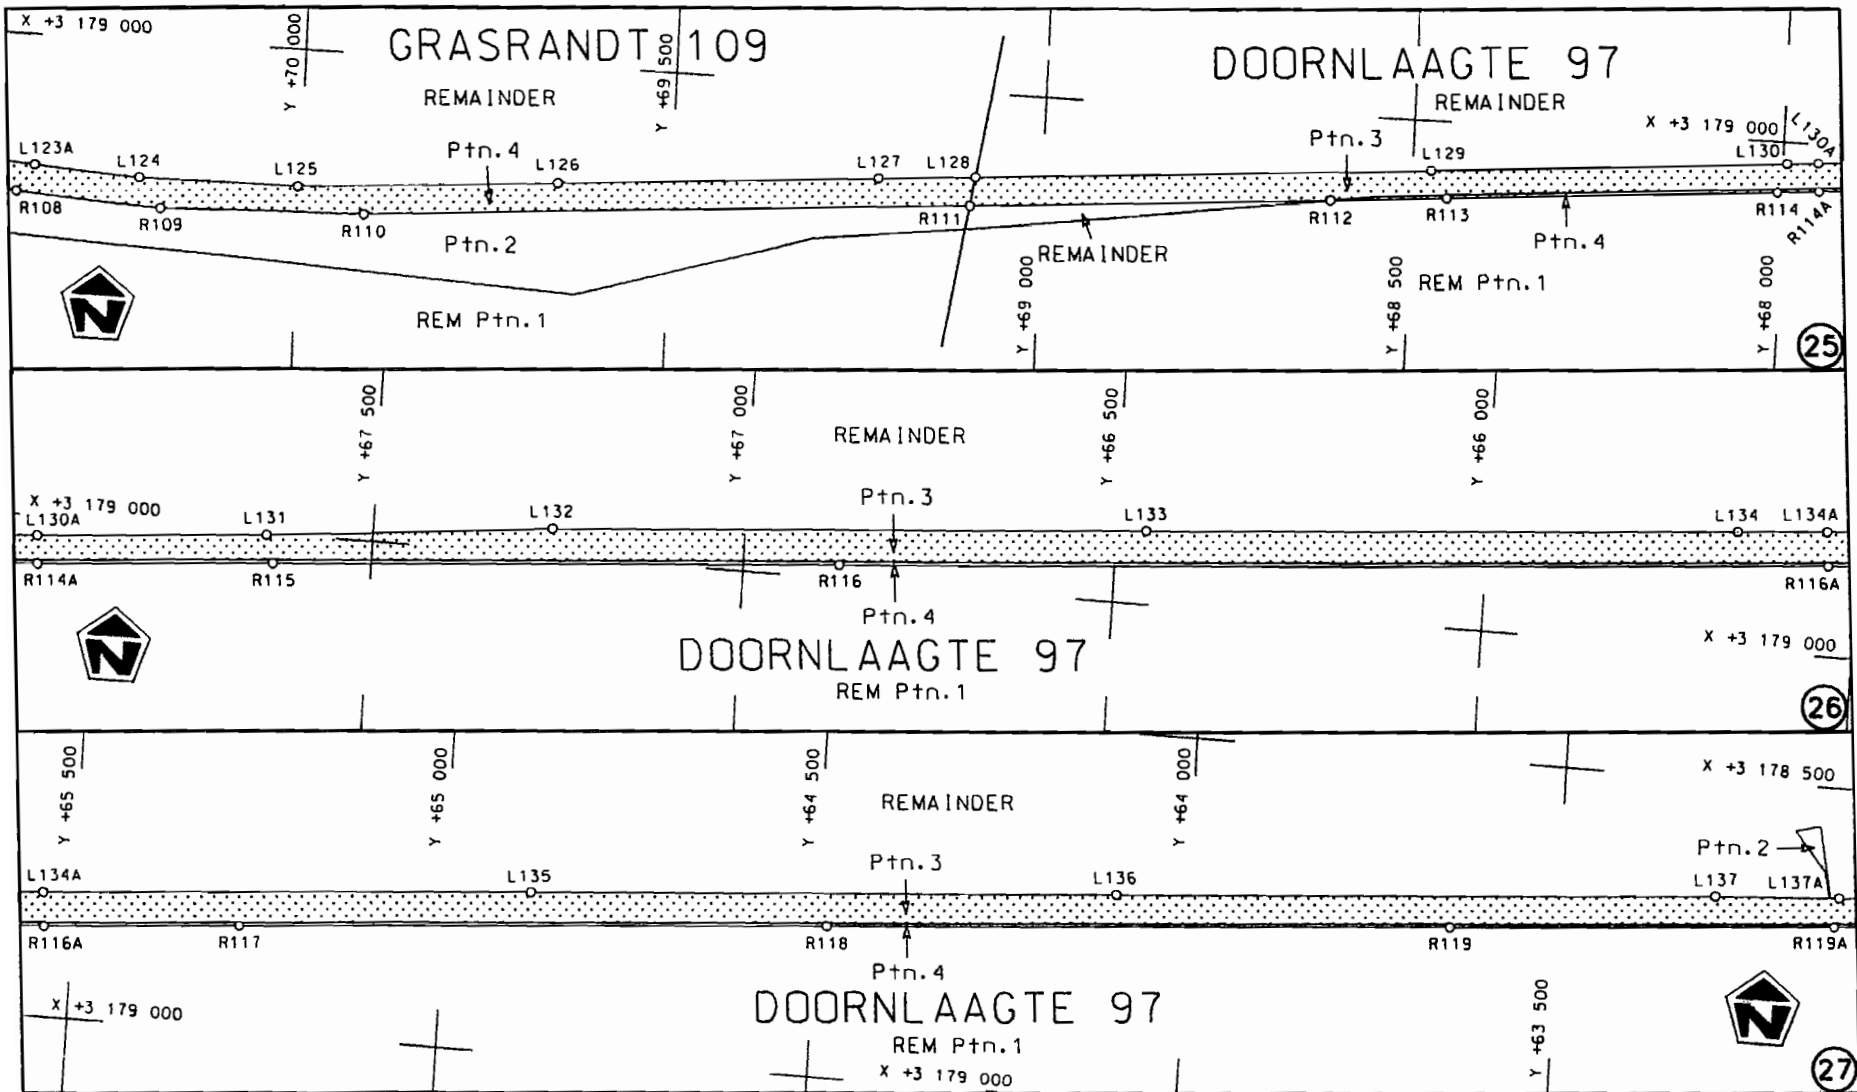 X +3 179 000
Y +70 000
GRASRANDT 109
Y +69 500
DOORNLAAGTE 97
REMAINDER
REMAINDER
X +3 179 000
L130A
Ptn.4
Ptn.3
L123A
L124
L125
L126
L127
L128
L129
L130
R108
R109
R110
R111
R112
R113
R114
R114A
Ptn.2
REMAINDER
Ptn.4
Y +69 000
Y +68 500
REM Ptn.1
Y +68 000
N
REM Ptn.1
25
Y +67 500
Y +67 000
REMAINDER
Y +66 500
Y +66 000
X +3 179 000
Ptn.3
L130A
L131
L132
L133
L134
L134A
R114A
R115
R116
R116A
Ptn.4
N
DOORNLAAGTE 97
X +3 179 000
REM Ptn.1
26
Y +65 500
Y +65 000
Y +64 500
REMAINDER
Y +64 000
X +3 178 500
Ptn.3
Ptn.2
L134A
L135
L136
L137
L137A
R116A
R117
R118
R119
R119A
Ptn.4
X +3 179 000
DOORNLAAGTE 97
Y +63 500
N
REM Ptn.1
X +3 179 000
27